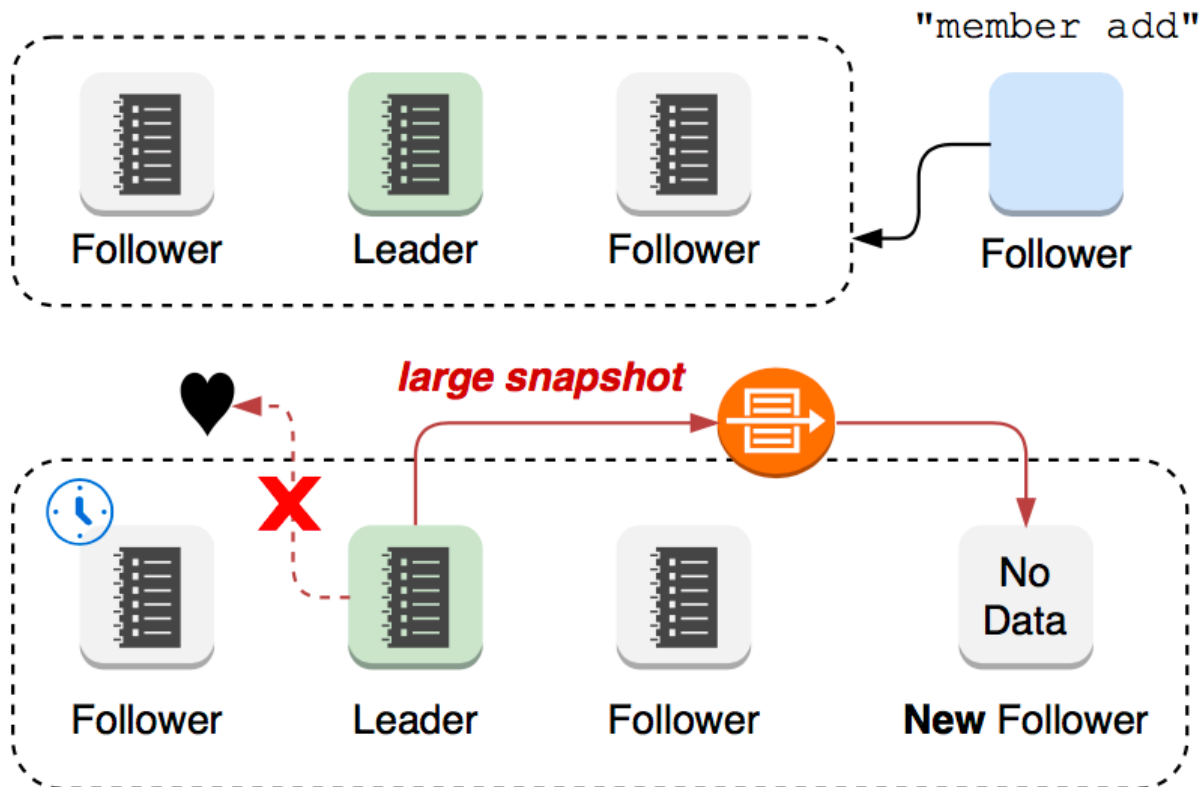 "member add"
Follower
Leader
Follower
Follower
large snapshot
No
Data
Follower
Leader
Follower
New Follower